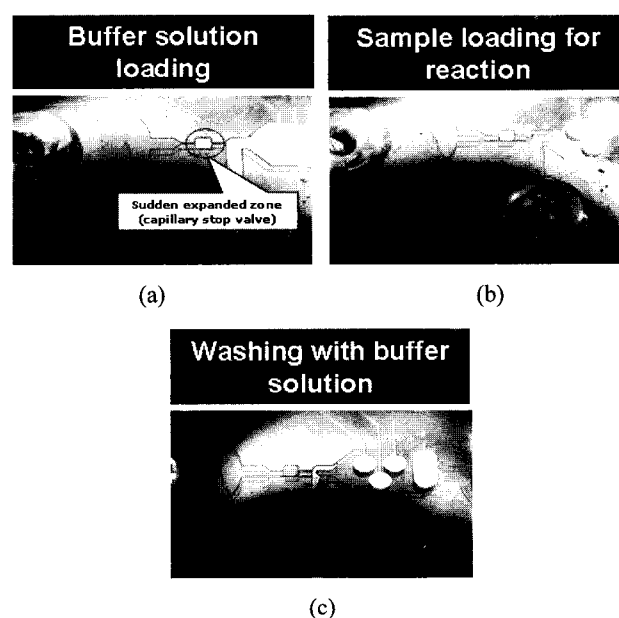 Buffer solution
loading
Sample loading for
reaction
Sudden expanded zone
(capillary stop valve)
(a)
(b)
Washing with buffer
solution
(c)